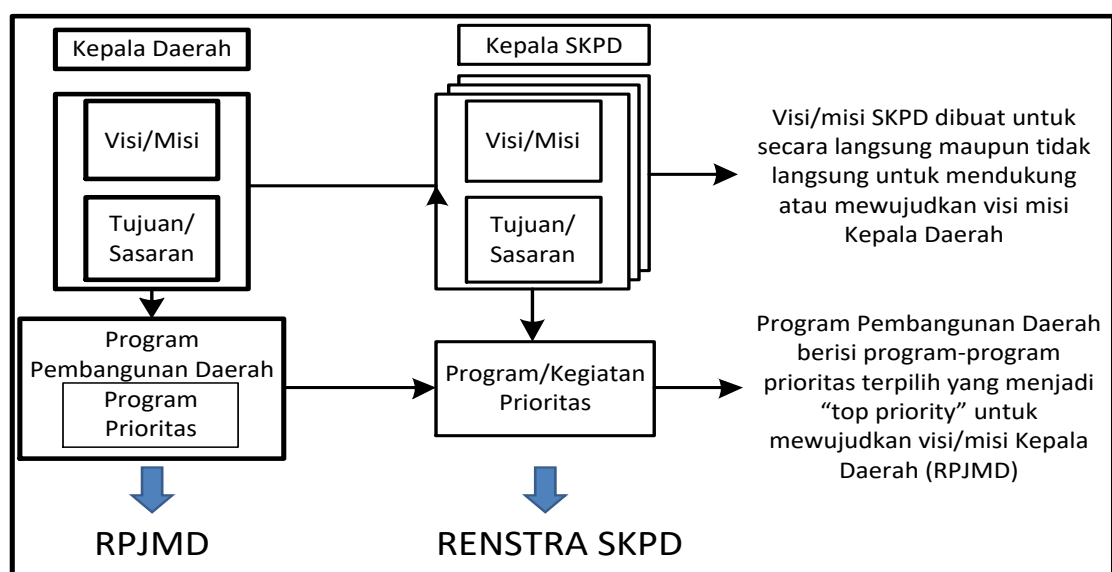 Kepala Daerah
Visi/Misi
Tujuan/
Sasaran
Program
Pembangunan Daerah
Program
Prioritas
RPJMD
Kepala SKPD
Visi/Misi
Tujuan/
Sasaran
Program/Kegiatan
Prioritas
RENSTRA SKPD
Visi/misi SKPD dibuat untuk
secara langsung maupun tidak
langsung untuk mendukung
atau mewujudkan visi misi
Kepala Daerah
Program Pembangunan Daerah
berisi program-program
prioritas terpilih yang menjadi
“top priority” untuk
mewujudkan visi/misi Kepala
Daerah (RPJMD)